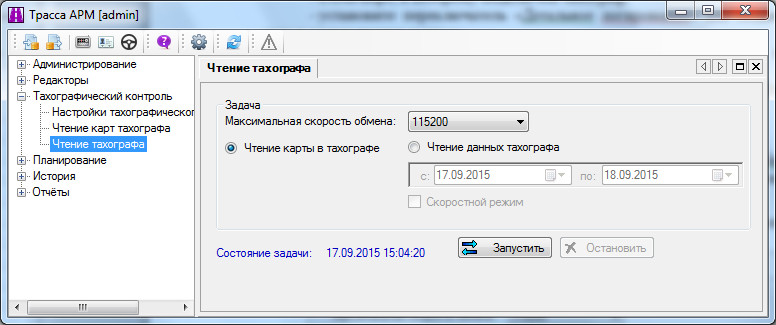 Трасса АРМ [admin]
Администрирование
Редакторы
Тахографический контроль
Настройки тахографическог
Чтение карт тахографа
Чтение тахографа
Планирование
История
Отчёты
Чтение тахографа
Задача
Максимальная скорость обмена: 115200
Чтение карты в тахографе Чтение данных тахографа
с: 17.09.2015 по: 18.09.2015
Скоростной режим
Состояние задачи: 17.09.2015 15:04:20 Запустить Остановить